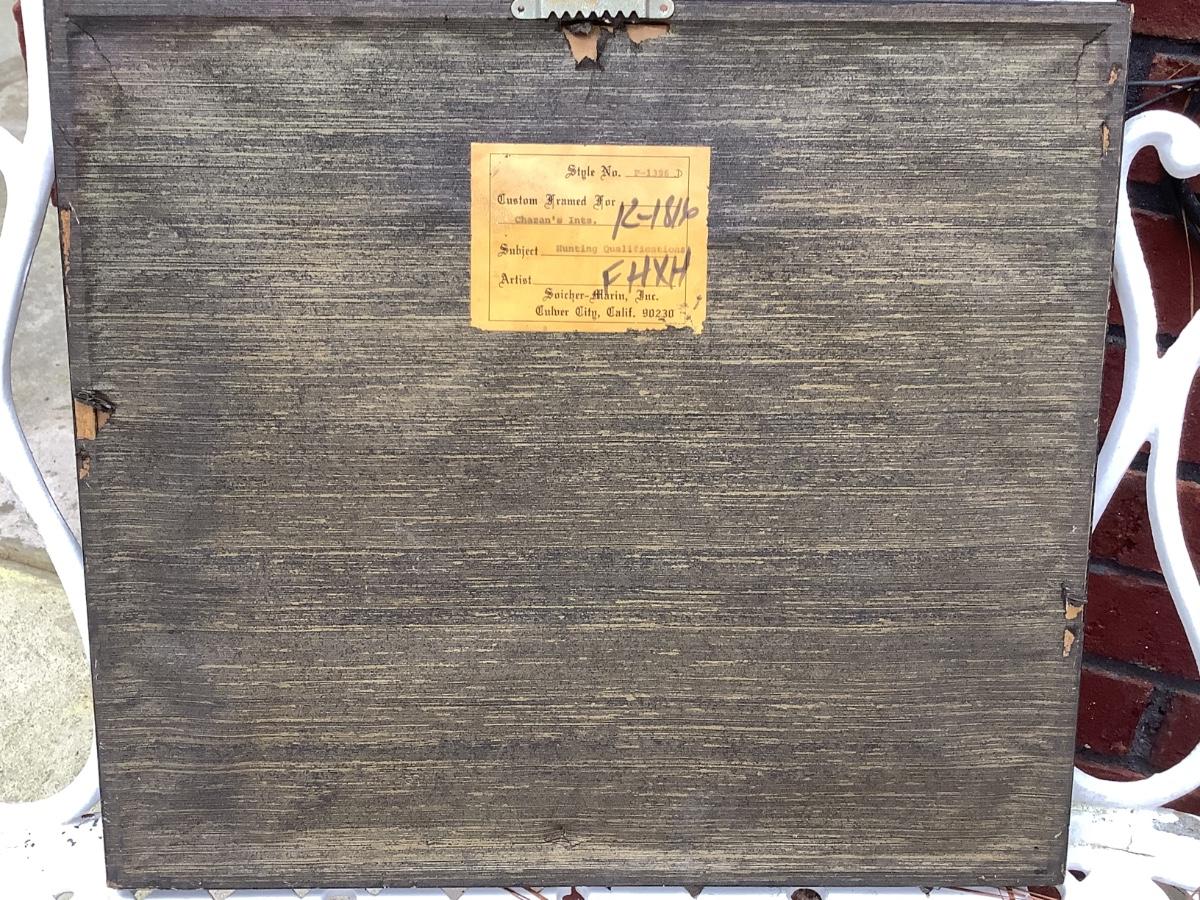 Style No. P-1396 D
Custom Framed For
Chazan's Ints. K-1816
Subject Hunting Qualifications
Artist FHXH
Soicher-Marin, Inc.
Culver City, Calif. 90230